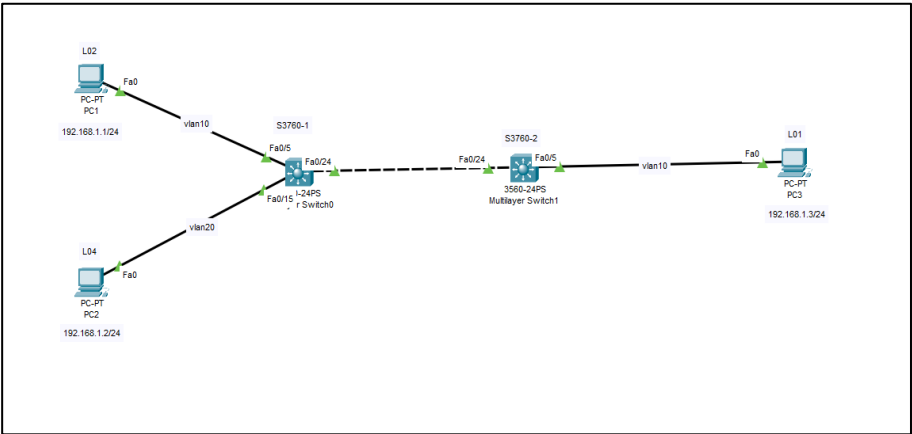 L02
Fa0
PC-PT
PC1
192.168.1.1/24
vlan10
S3760-1
Fa0/5
Fa0/24
Fa0/15
I-24PS
r Switch0
vlan20
L04
Fa0
PC-PT
PC2
192.168.1.2/24
S3760-2
Fa0/24
Fa0/5
3560-24PS
Multilayer Switch1
vlan10
L01
Fa0
PC-PT
PC3
192.168.1.3/24